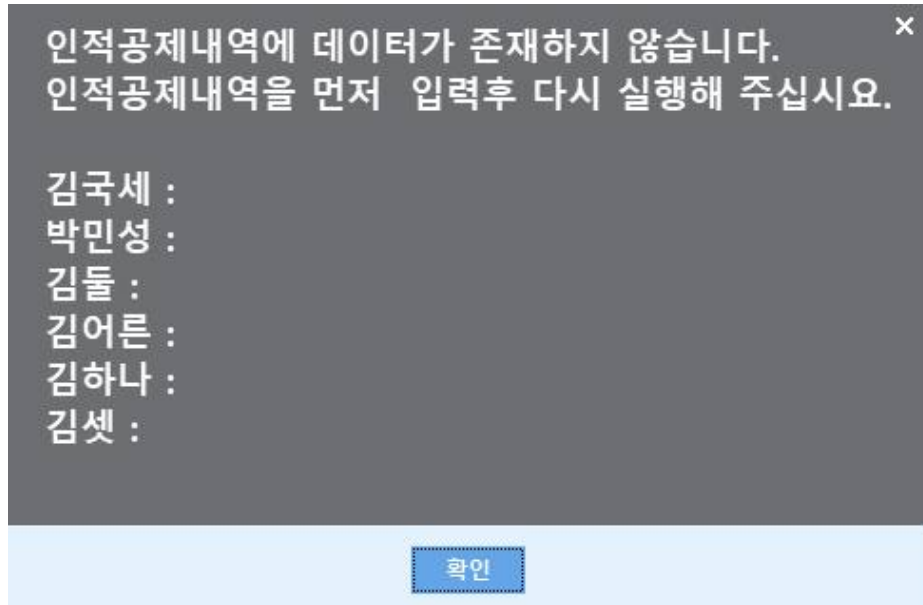 인적공제내역에 데이터가 존재하지 않습니다.
인적공제내역을 먼저  입력후 다시 실행해 주십시요.
김국세 :
박민성 :
김둘 :
김어른 :
김하나 :
김셋 :
확인